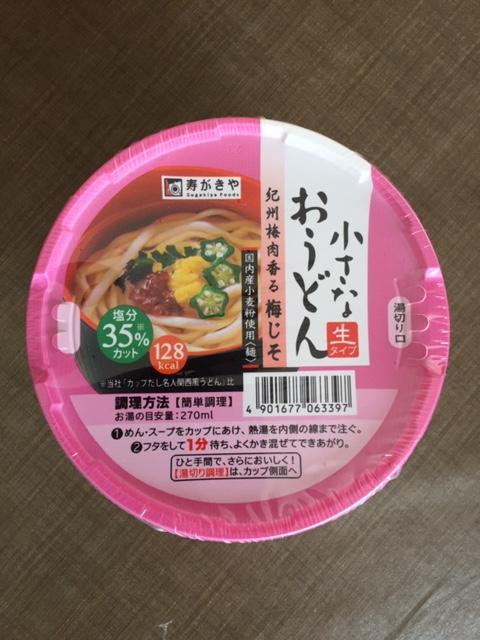 寿がきや
Sugakiya Foods
小さな
おうどん
生
タイプ
紀州梅肉香る 梅じそ
国内産小麦粉使用〈麺〉
湯切り口
塩分
35%※
カット
128
kcal
※当社「カップだし名人関西風うどん」比
調理方法【簡単調理】
お湯の目安量:270ml
4 901677 063397
❶めん・スープをカップにあけ、熱湯を内側の線まで注ぐ。
❷フタをして1分待ち、よくかき混ぜてできあがり。
ひと手間で、さらにおいしく!
【湯切り調理】は、カップ側面へ